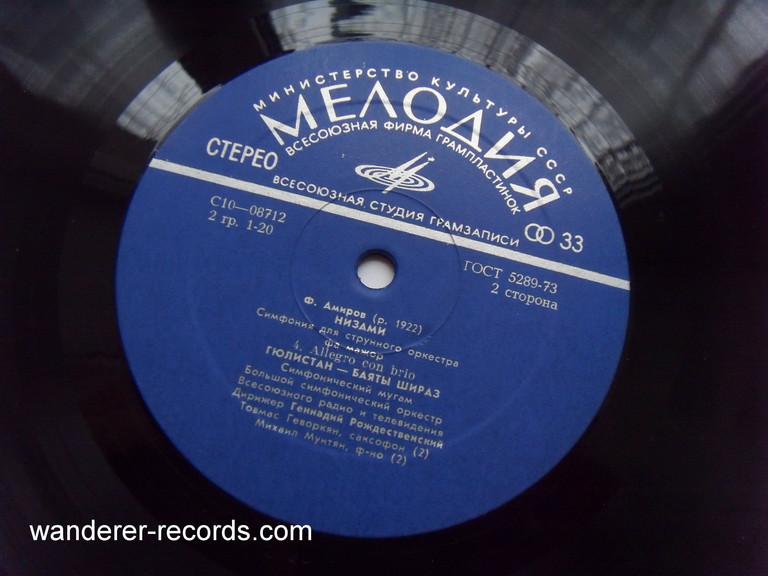 МИНИСТЕРСТВО КУЛЬТУРЫ СССР
МЕЛОДИЯ
ВСЕСОЮЗНАЯ ФИРМА ГРАМПЛАСТИНОК
СТЕРЕО
ВСЕСОЮЗНАЯ СТУДИЯ ГРАМЗАПИСИ
33
С10—08712
2 гр. 1-20
ГОСТ 5289-73
2 сторона
Ф. Амиров (р. 1922)
НИЗАМИ
Симфония для струнного оркестра
фа мажор
4. Allegro con brio
ГЮЛИСТАН — БАЯТЫ ШИРАЗ
Симфонический мугам
Большой симфонический оркестр
Всесоюзного радио и телевидения
Дирижер Геннадий Рождественский
Товмас Геворкян, саксофон (2)
Михаил Мунтян, ф-но (2)
wanderer-records.com